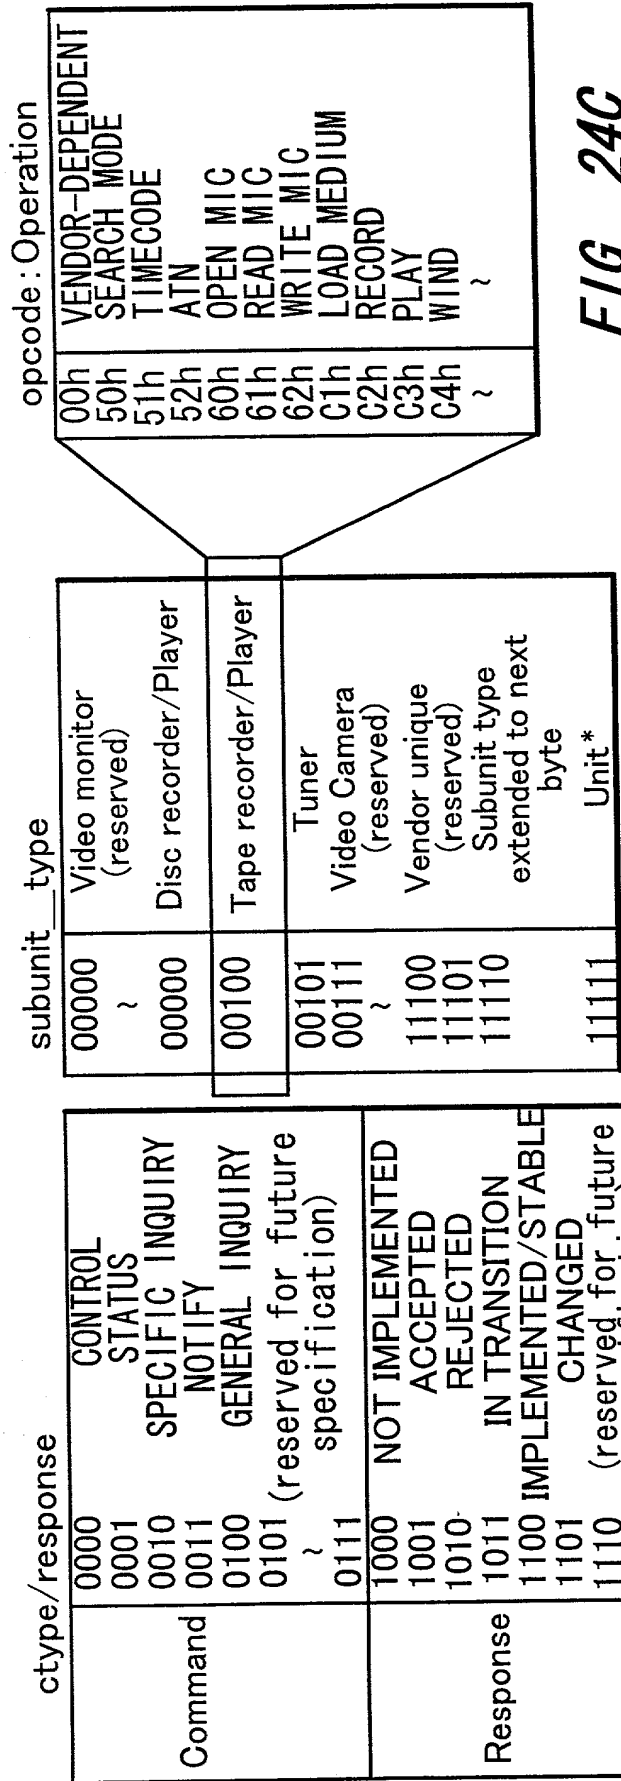 ctype/response
Command
0000 CONTROL
0001 STATUS
0010 SPECIFIC INQUIRY
0011 NOTIFY
0100 GENERAL INQUIRY
0101 (reserved for future
~ specification)
0111
Response
1000 NOT IMPLEMENTED
1001 ACCEPTED
1010 REJECTED
1011 IN TRANSITION
1100 IMPLEMENTED/STABLE
1101 CHANGED
1110 (reserved for future
subunit_type
00000 Video monitor
(reserved)
~
00000 Disc recorder/Player
00100 Tape recorder/Player
00101 Tuner
00111 Video Camera
~ (reserved)
11100 Vendor unique
11101 (reserved)
11110 Subunit type
extended to next
byte
11111 Unit*
opcode:Operation
00h VENDOR-DEPENDENT
50h SEARCH MODE
51h TIMECODE
52h ATN
60h OPEN MIC
61h READ MIC
62h WRITE MIC
C1h LOAD MEDIUM
C2h RECORD
C3h PLAY
C4h WIND
~ ~
FIG 24C